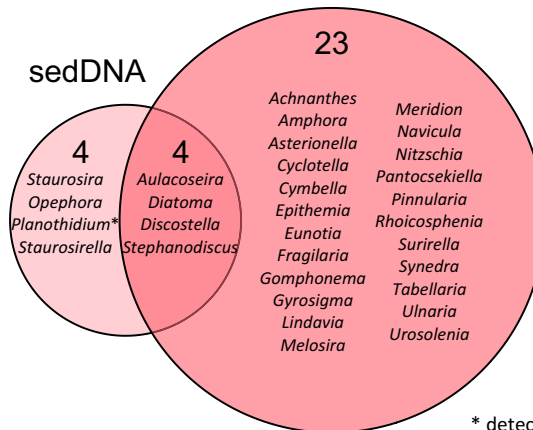 23
sedDNA
4
Staurosira
Opephora
Planothidium*
Staurosirella
4
Aulacoseira
Diatoma
Discostella
Stephanodiscus
Achnanthes
Amphora
Asterionella
Cyclotella
Cymbella
Epithemia
Eunotia
Fragilaria
Gomphonema
Gyrosigma
Lindavia
Melosira
Meridion
Navicula
Nitzschia
Pantocsekiella
Pinnularia
Rhoicosphenia
Surirella
Synedra
Tabellaria
Ulnaria
Urosolenia
* detec